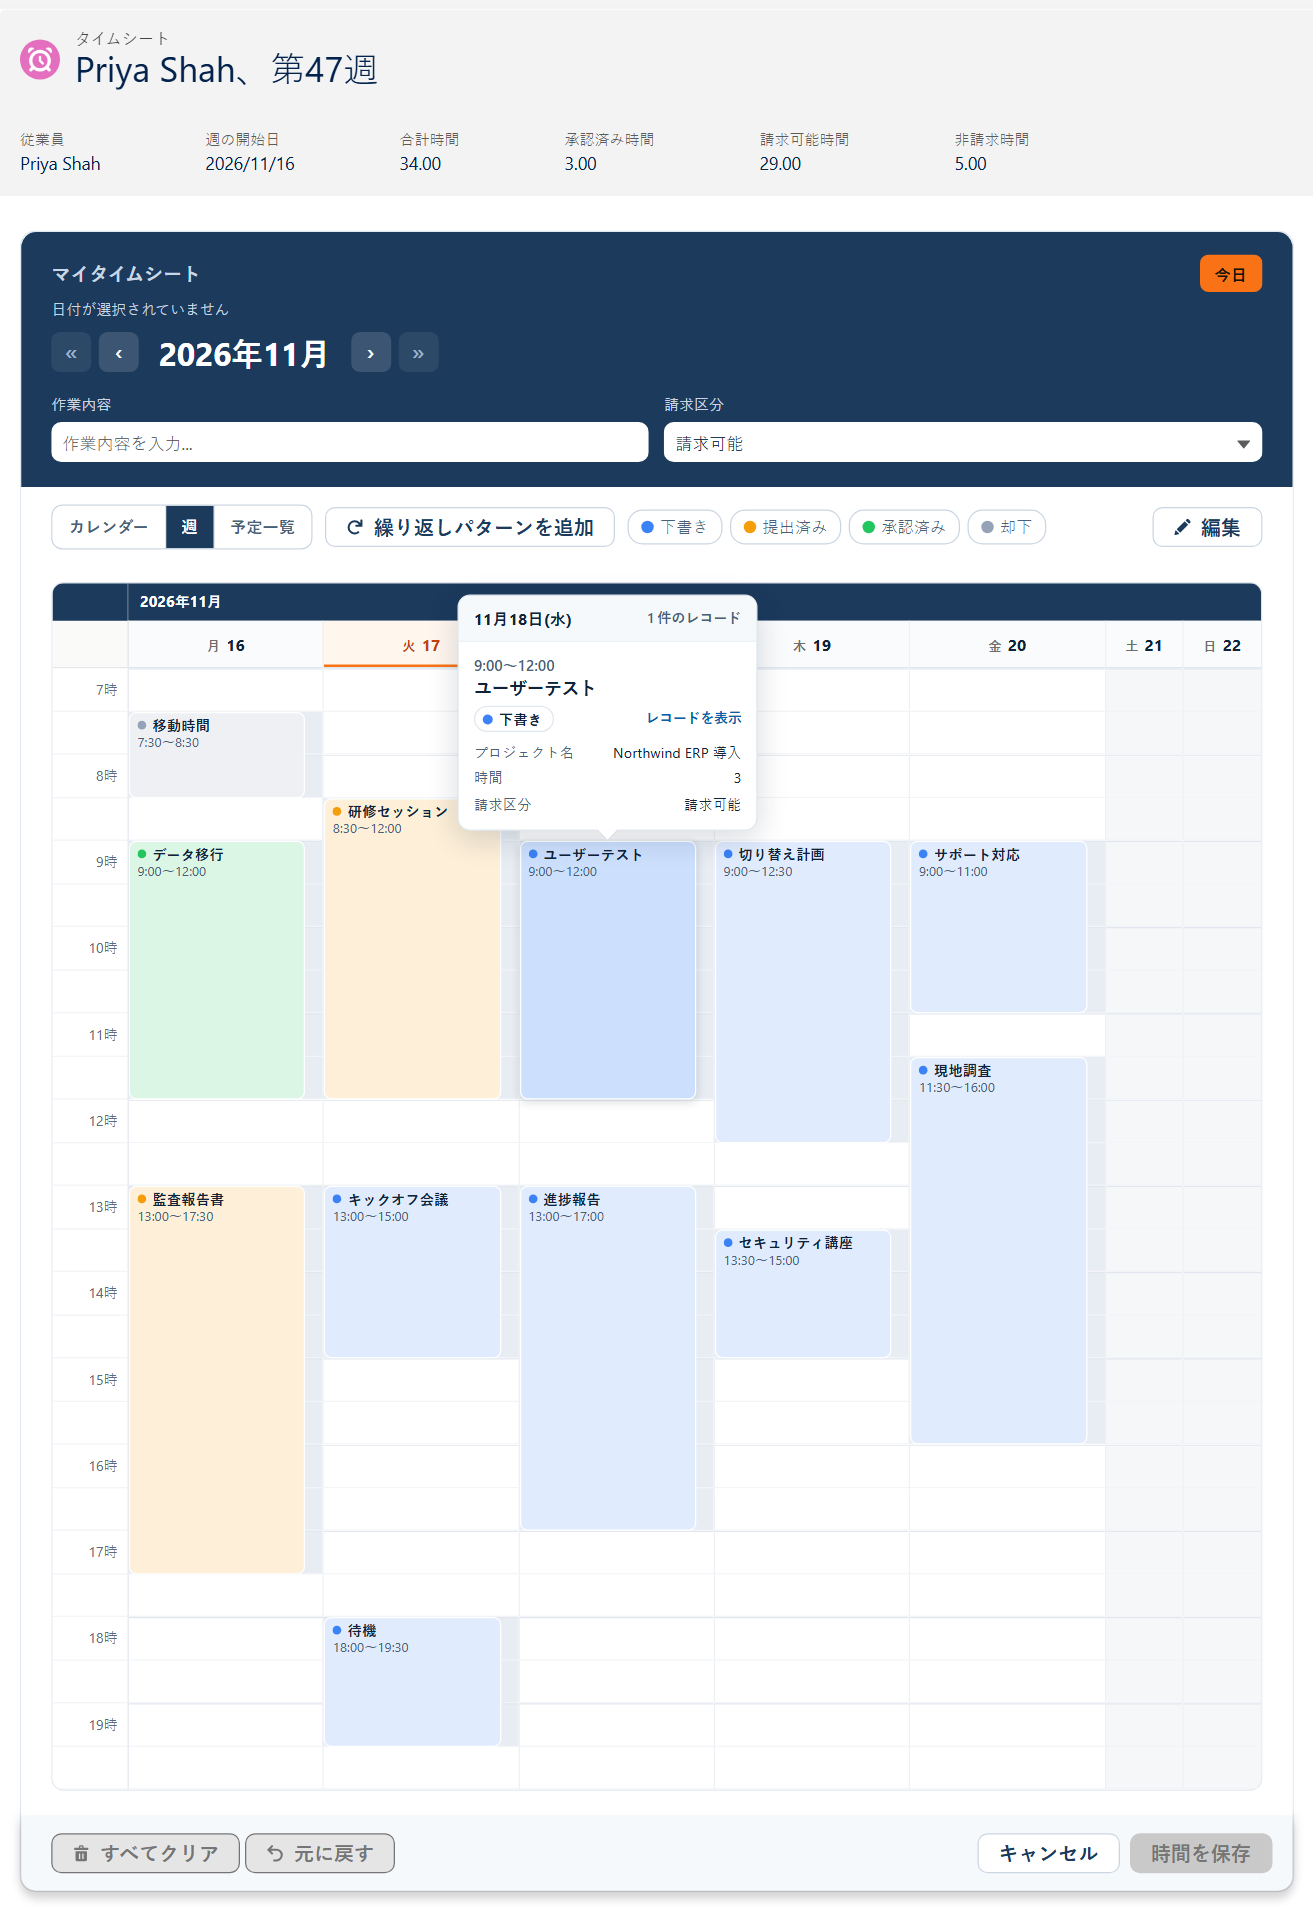 タイムシート
Priya Shah、第47週
従業員
Priya Shah
週の開始日
2026/11/16
合計時間
34.00
承認済み時間
3.00
請求可能時間
29.00
非請求時間
5.00
マイタイムシート
今日
日付が選択されていません
« ‹ 2026年11月 › »
作業内容
作業内容を入力...
請求区分
請求可能
カレンダー 週 予定一覧
繰り返しパターンを追加
下書き
提出済み
承認済み
却下
編集
2026年11月
月 16
火 17
木 19
金 20
土 21
日 22
11月18日(水)
1 件のレコード
9:00～12:00
ユーザーテスト
下書き
レコードを表示
プロジェクト名 Northwind ERP 導入
時間 3
請求区分 請求可能
7時
8時
9時
10時
11時
12時
13時
14時
15時
16時
17時
18時
19時
移動時間
7:30～8:30
データ移行
9:00～12:00
監査報告書
13:00～17:30
研修セッション
8:30～12:00
キックオフ会議
13:00～15:00
待機
18:00～19:30
ユーザーテスト
9:00～12:00
進捗報告
13:00～17:00
切り替え計画
9:00～12:30
セキュリティ講座
13:30～15:00
サポート対応
9:00～11:00
現地調査
11:30～16:00
すべてクリア
元に戻す
キャンセル
時間を保存